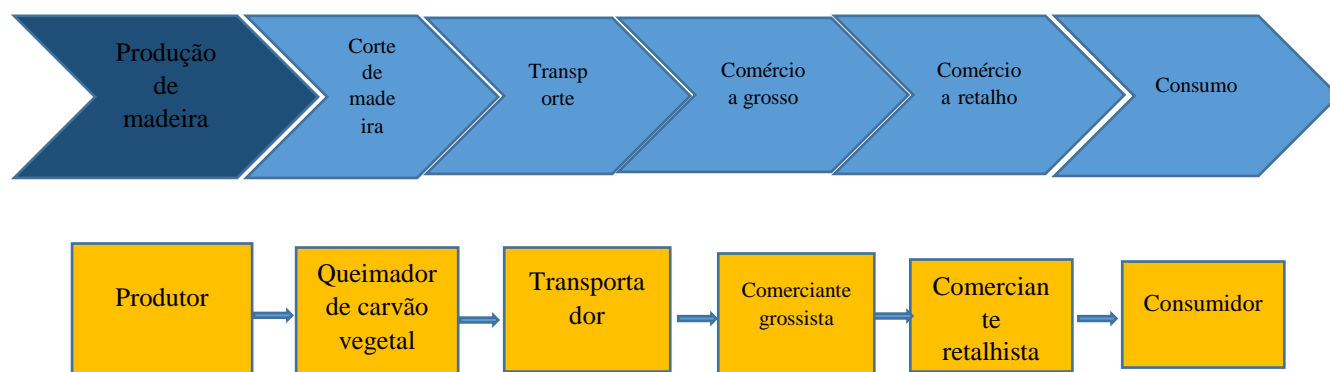 Produção
de
madeira
Corte
de
made
ira
Transp
orte
Comércio
a grosso
Comércio
a retalho
Consumo
Produtor
Queimador
de carvão
vegetal
Transporta
dor
Comerciante
grossista
Comercian
te
retalhista
Consumidor